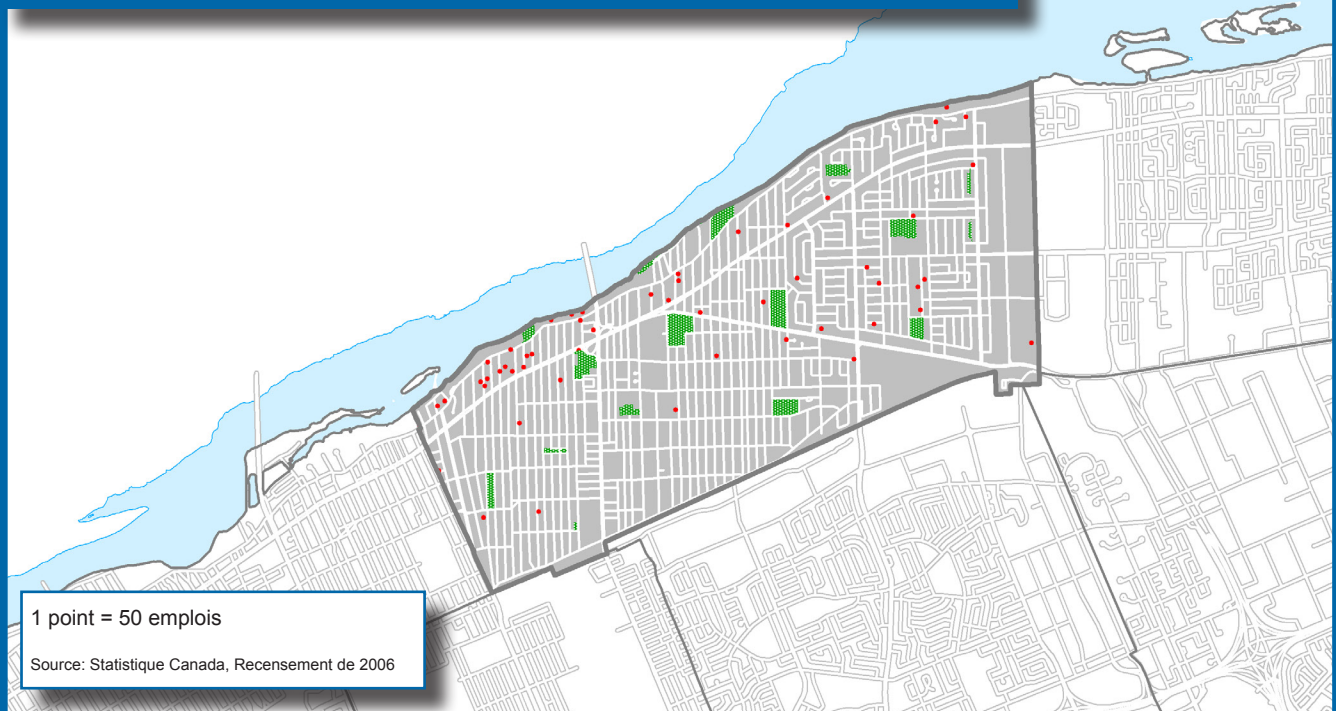 1 point = 50 emplois
Source: Statistique Canada, Recensement de 2006